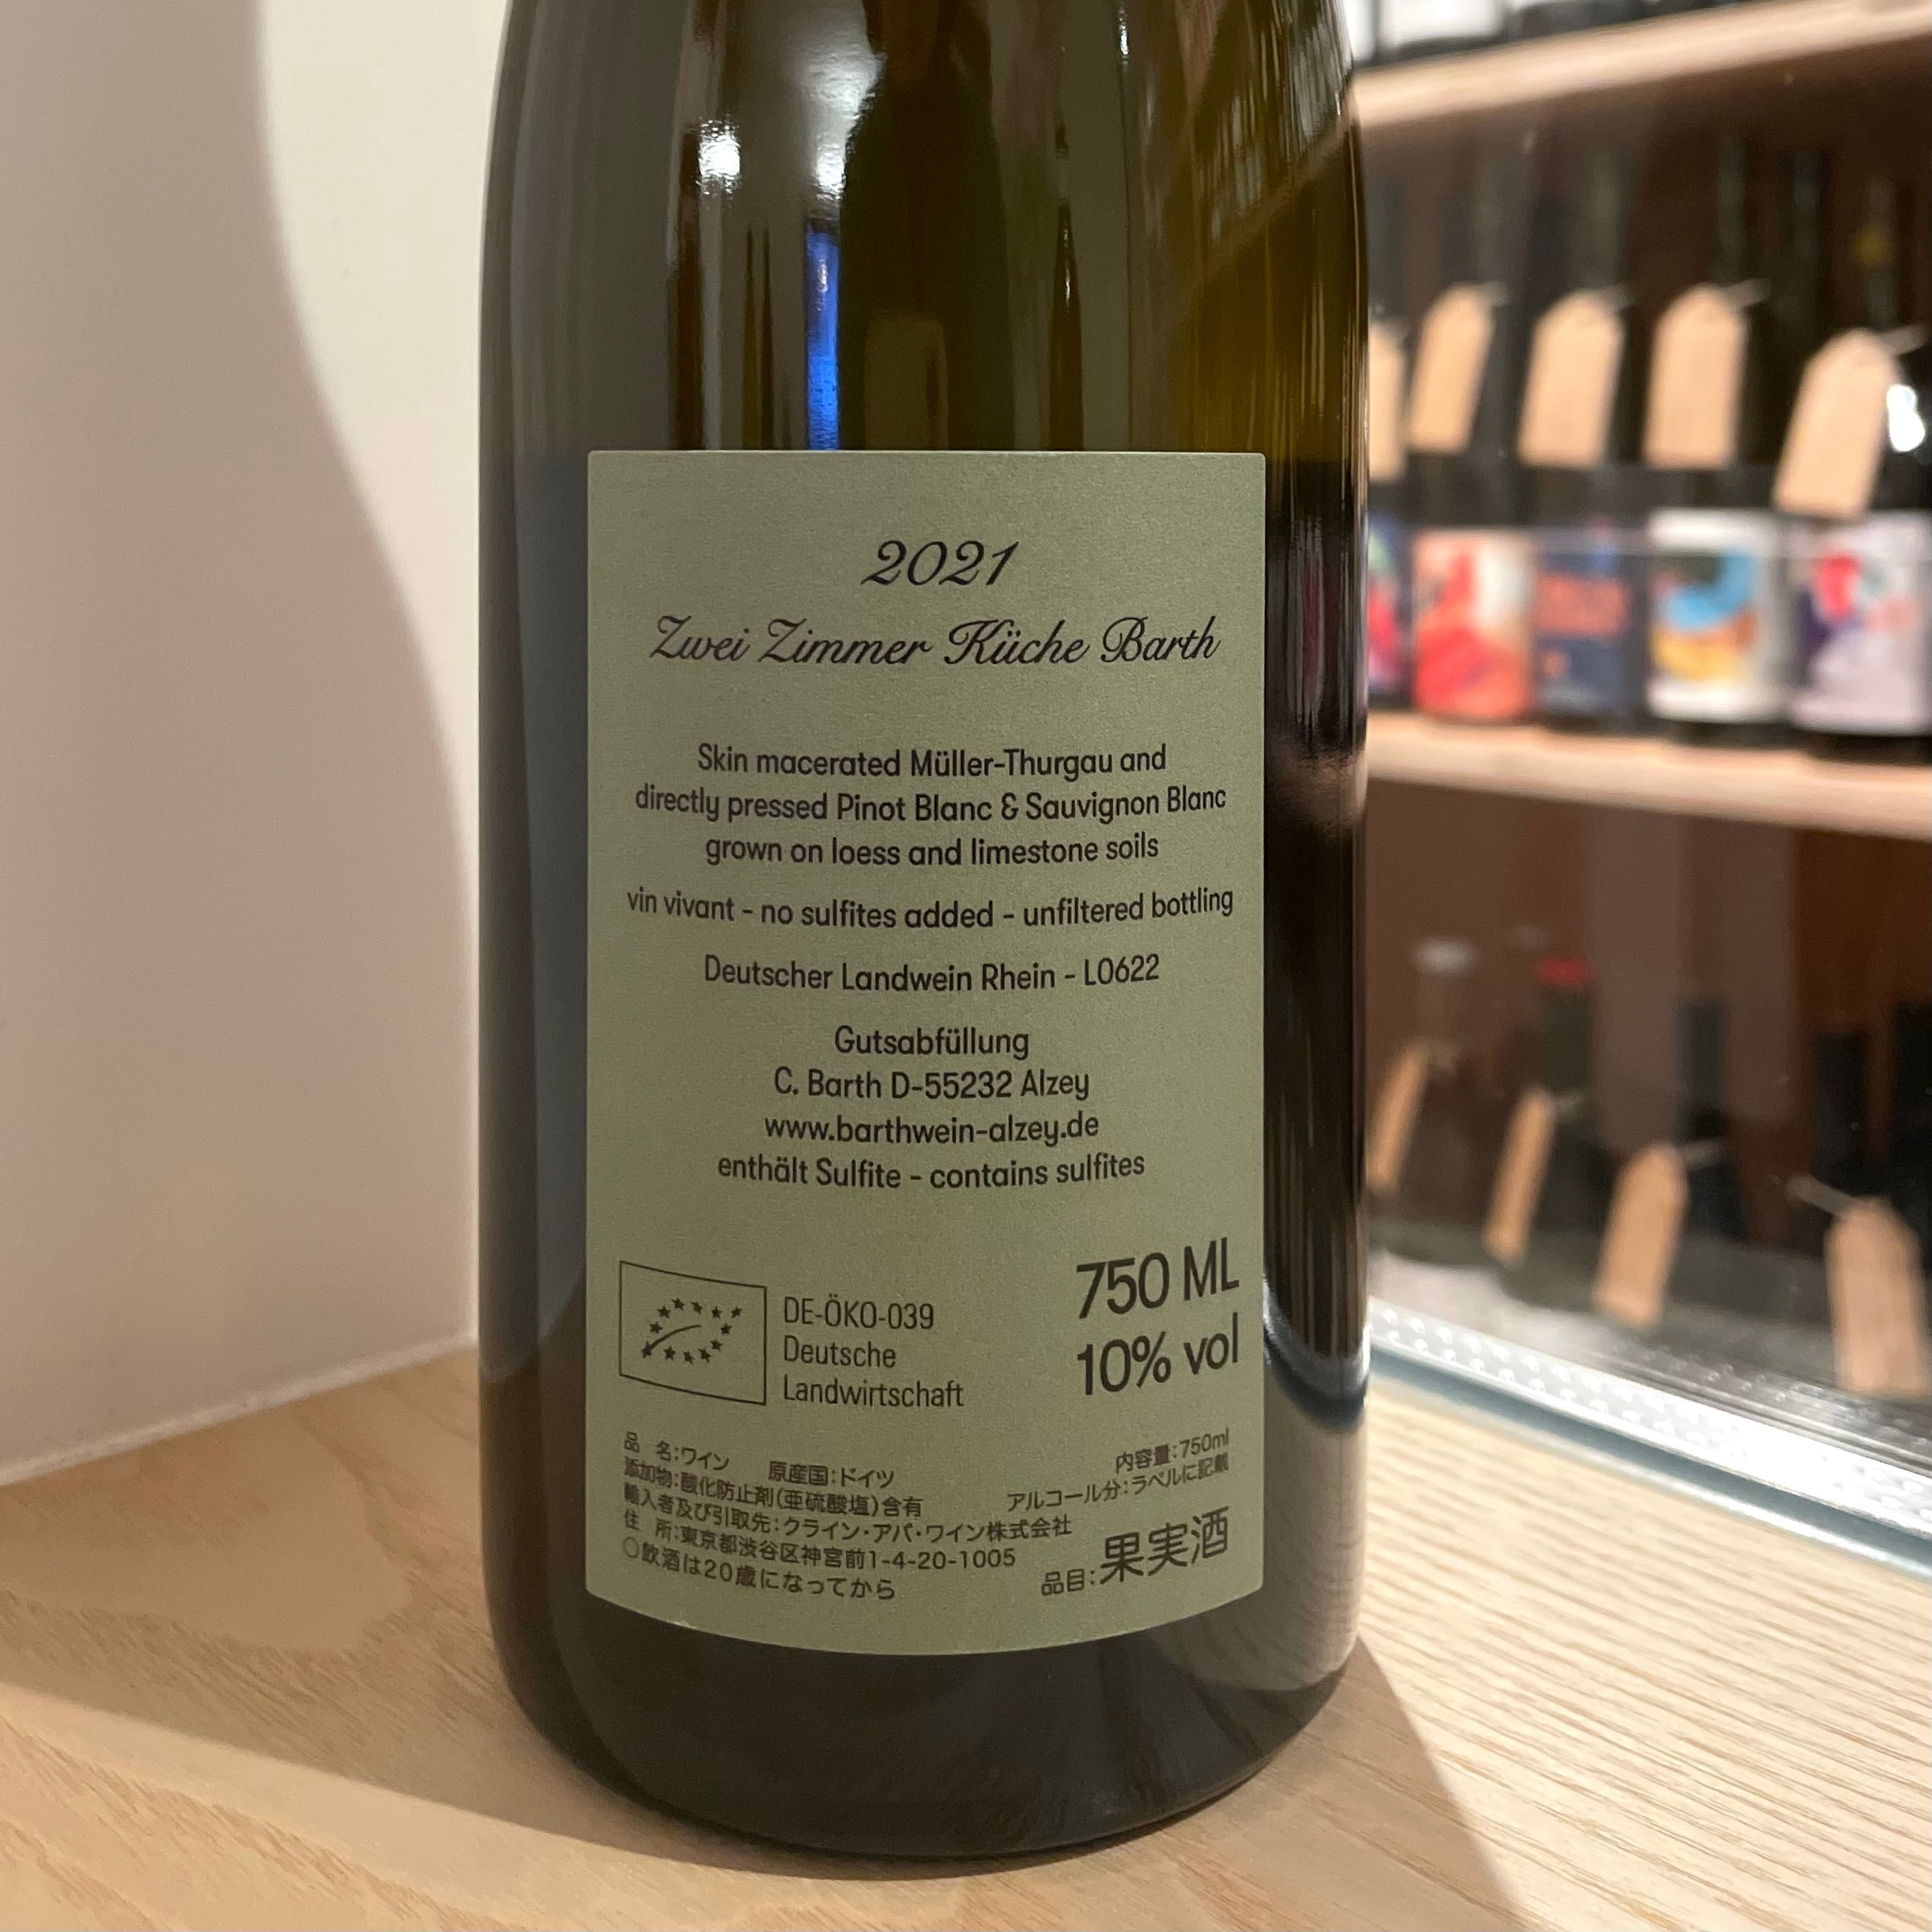 2021
Zwei Zimmer Küche Barth
Skin macerated Müller-Thurgau and
directly pressed Pinot Blanc & Sauvignon Blanc
grown on loess and limestone soils
vin vivant - no sulfites added - unfiltered bottling
Deutscher Landwein Rhein - L0622
Gutsabfüllung
C. Barth D-55232 Alzey
www.barthwein-alzey.de
enthält Sulfite - contains sulfites
DE-ÖKO-039
Deutsche
Landwirtschaft
750 ML
10% vol
品 名:ワイン 原産国:ドイツ
添加物:酸化防止剤(亜硫酸塩)含有
輸入者及び引取先:クライン・アパ・ワイン株式会社
住 所:東京都渋谷区神宮前1-4-20-1005
○飲酒は20歳になってから
内容量:750ml
アルコール分:ラベルに記載
品目:果実酒